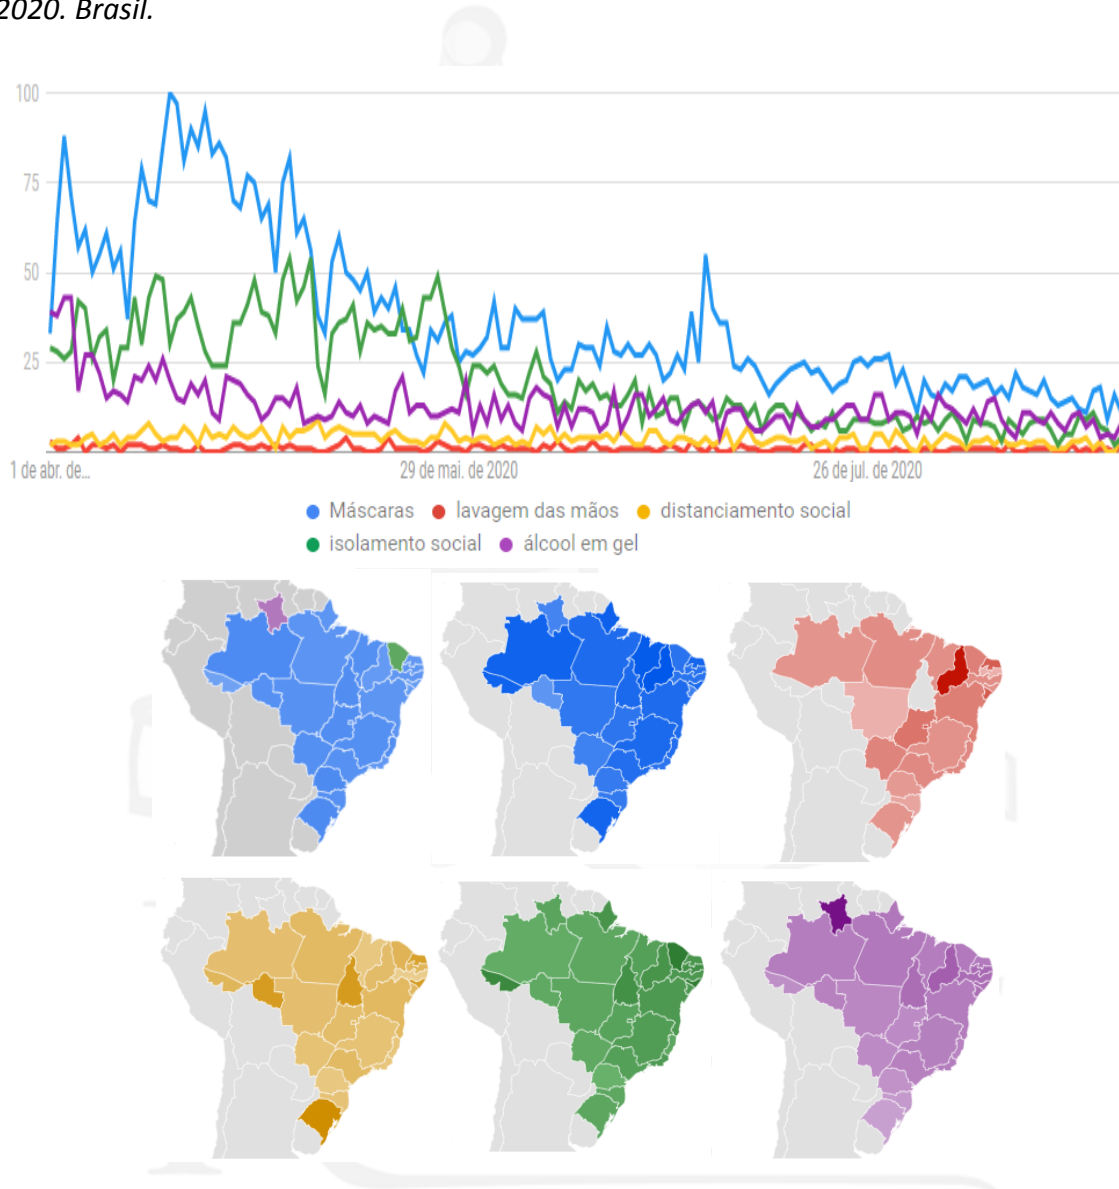 2020. Brasil.
100
75
50
25
1 de abr. de...
29 de mai. de 2020
26 de jul. de 2020
Máscaras
lavagem das mãos
distanciamento social
isolamento social
álcool em gel